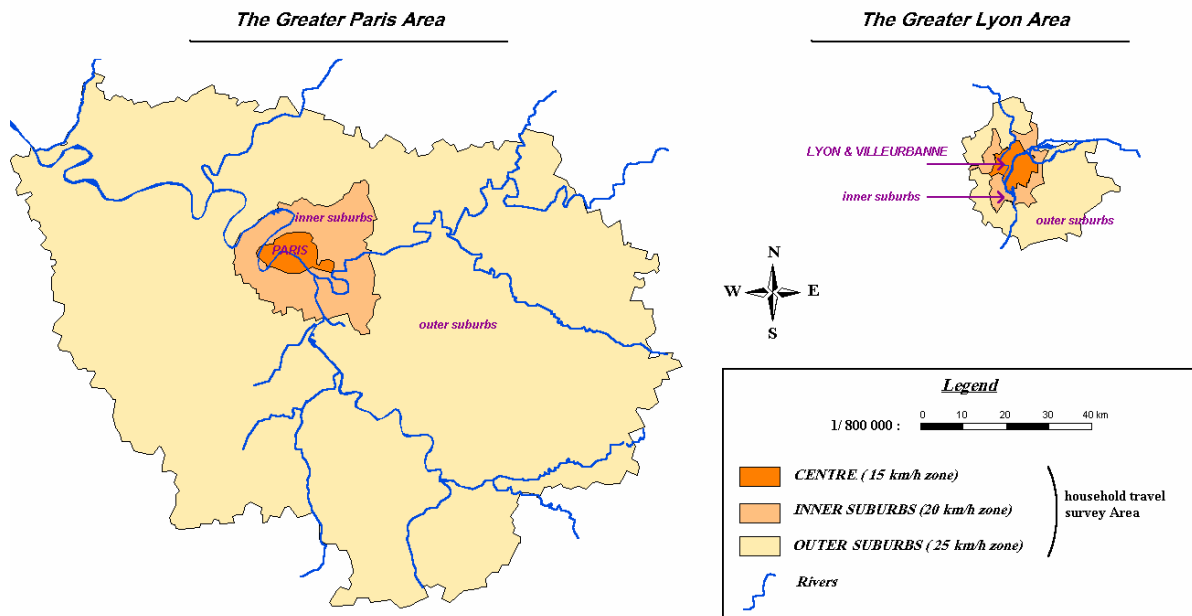 The Greater Paris Area
The Greater Lyon Area
LYON & VILLEURBANNE
inner suburbs
outer suburbs
inner suburbs
PARIS
outer suburbs
N
W
E
S
Legend
1/ 800 000 :
0 10 20 30 40 km
CENTRE ( 15 km/h zone)
INNER SUBURBS (20 km/h zone)
OUTER SUBURBS ( 25 km/h zone)
household travel
survey Area
Rivers